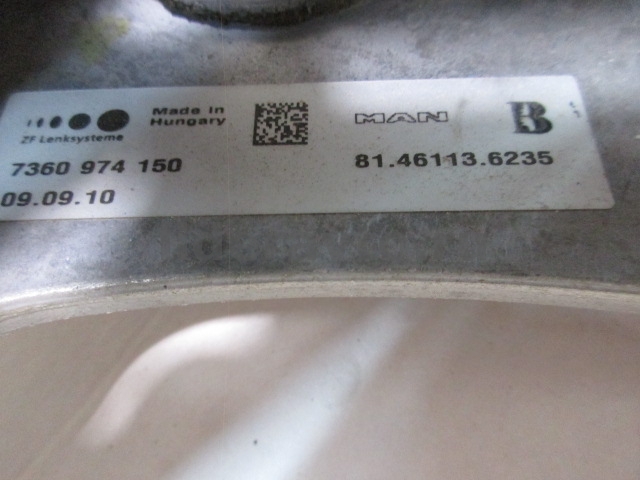 Made in
Hungary
ZF Lenksysteme
MAN
B
7360 974 150
81.46113.6235
09.09.10